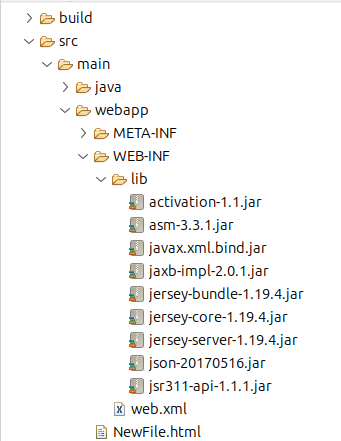 build
src
main
java
webapp
META-INF
WEB-INF
lib
activation-1.1.jar
asm-3.3.1.jar
javax.xml.bind.jar
jaxb-impl-2.0.1.jar
jersey-bundle-1.19.4.jar
jersey-core-1.19.4.jar
jersey-server-1.19.4.jar
json-20170516.jar
jsr311-api-1.1.1.jar
web.xml
NewFile.html